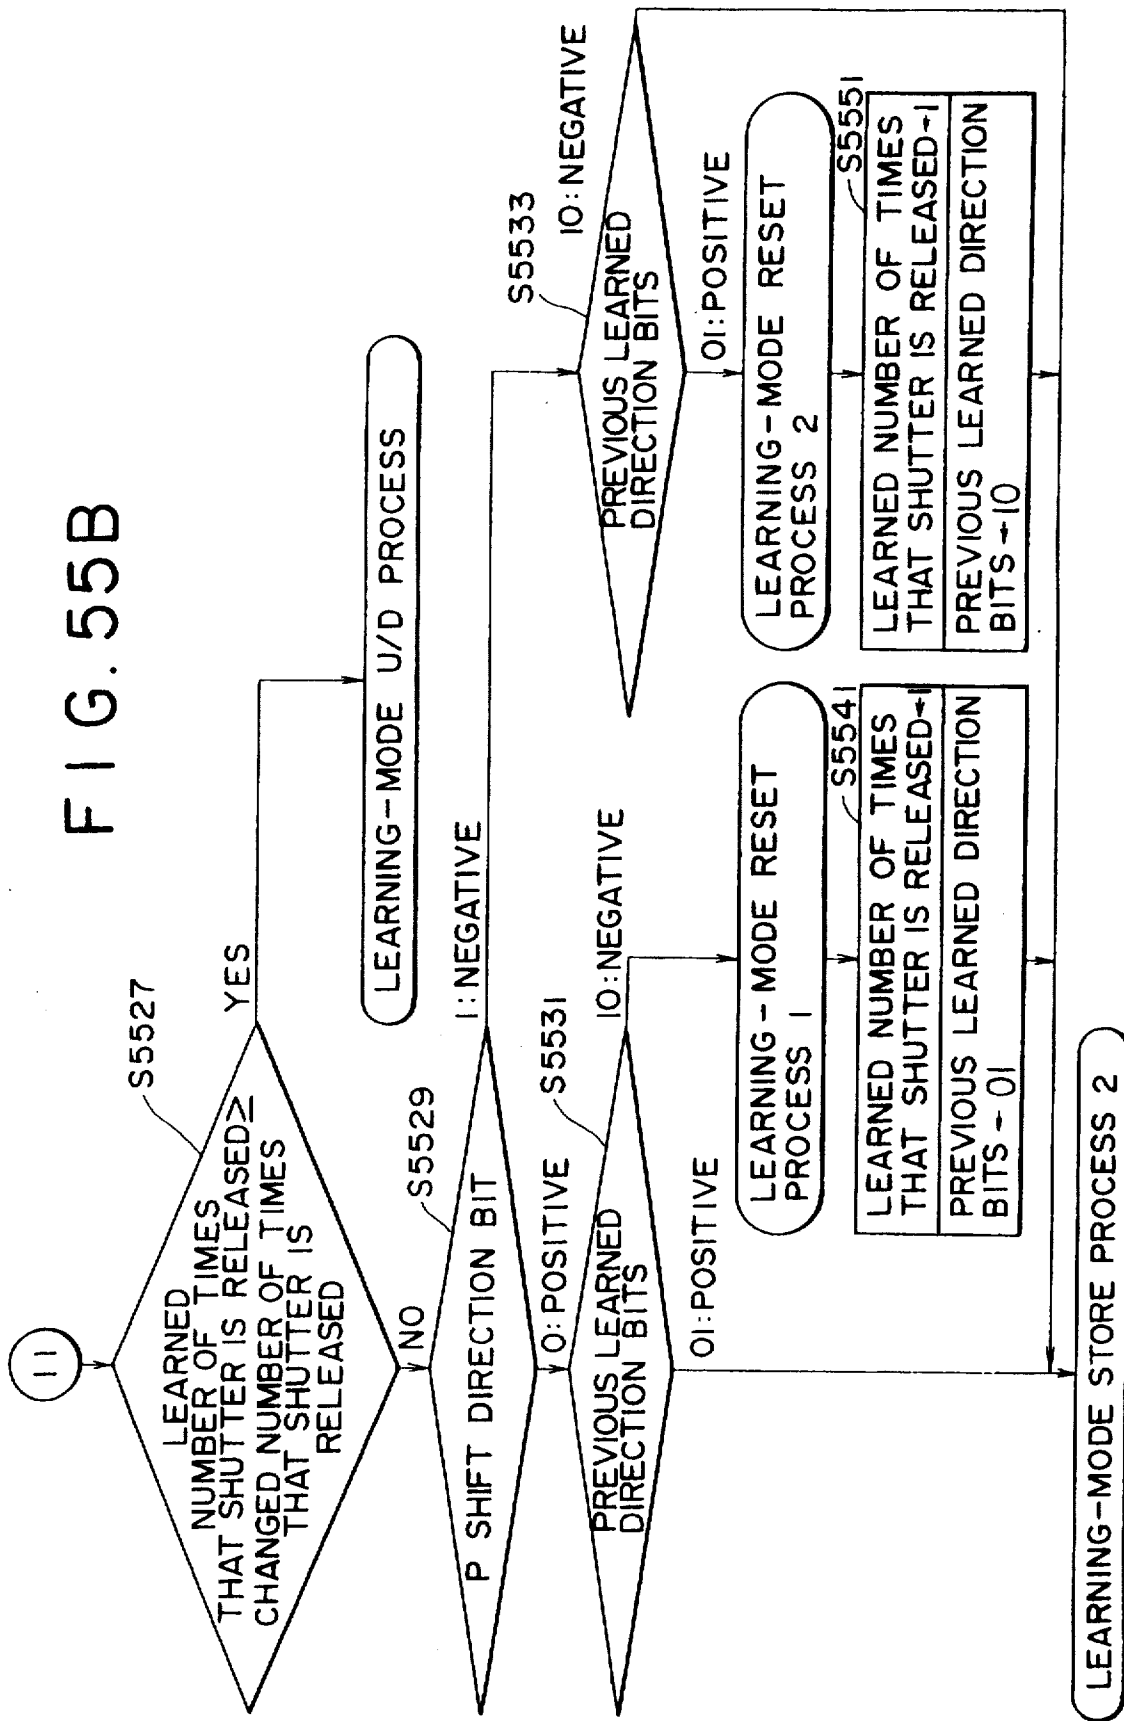 FIG. 55B
11
LEARNED
NUMBER OF TIMES
THAT SHUTTER IS RELEASED≥
CHANGED NUMBER OF TIMES
THAT SHUTTER IS
RELEASED
S5527
YES
LEARNING-MODE U/D PROCESS
NO
P SHIFT DIRECTION BIT
S5529
1:NEGATIVE
0:POSITIVE
PREVIOUS LEARNED
DIRECTION BITS
S5531
10:NEGATIVE
01:POSITIVE
PREVIOUS LEARNED
DIRECTION BITS
S5533
10:NEGATIVE
01:POSITIVE
LEARNING-MODE RESET
PROCESS 1
S5541
LEARNED NUMBER OF TIMES
THAT SHUTTER IS RELEASED←1
PREVIOUS LEARNED DIRECTION
BITS ← 01
LEARNING-MODE RESET
PROCESS 2
S5551
LEARNED NUMBER OF TIMES
THAT SHUTTER IS RELEASED←1
PREVIOUS LEARNED DIRECTION
BITS ←10
LEARNING-MODE STORE PROCESS 2